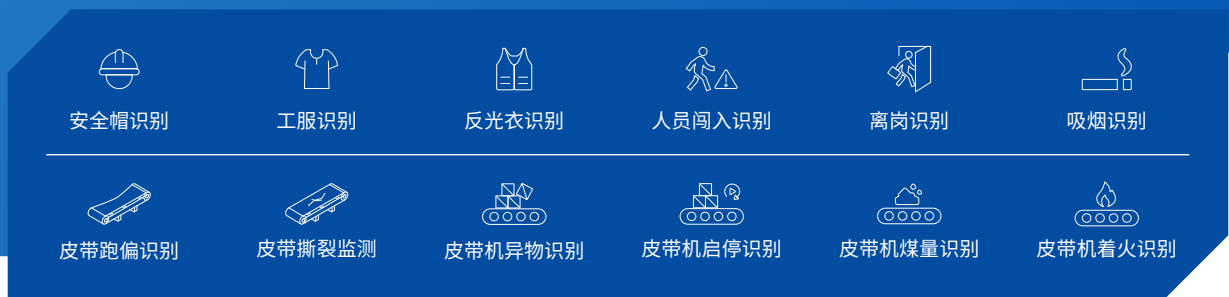 安全帽识别
工服识别
反光衣识别
人员闯入识别
离岗识别
吸烟识别
皮带跑偏识别
皮带撕裂监测
皮带机异物识别
皮带机启停识别
皮带机煤量识别
皮带机着火识别